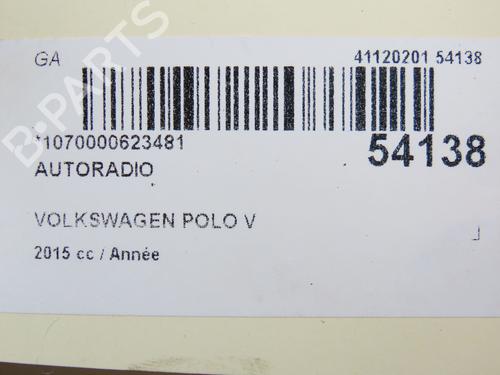 GA 41120201 54138
*1070000623481 54138
AUTORADIO
VOLKSWAGEN POLO V
2015 cc / Année
B-PARTS